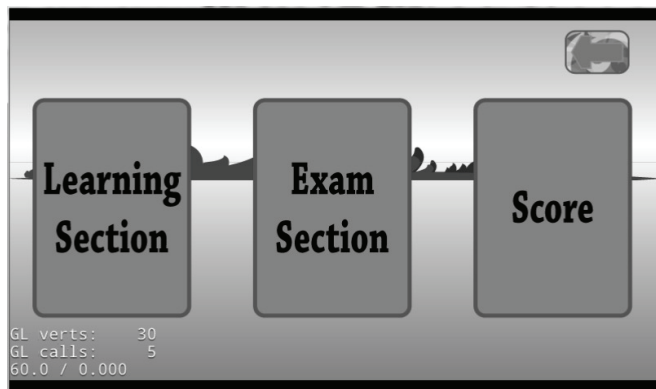 Learning
Section
Exam
Section
Score
GL verts: 30
GL calls: 5
60.0 / 0.000